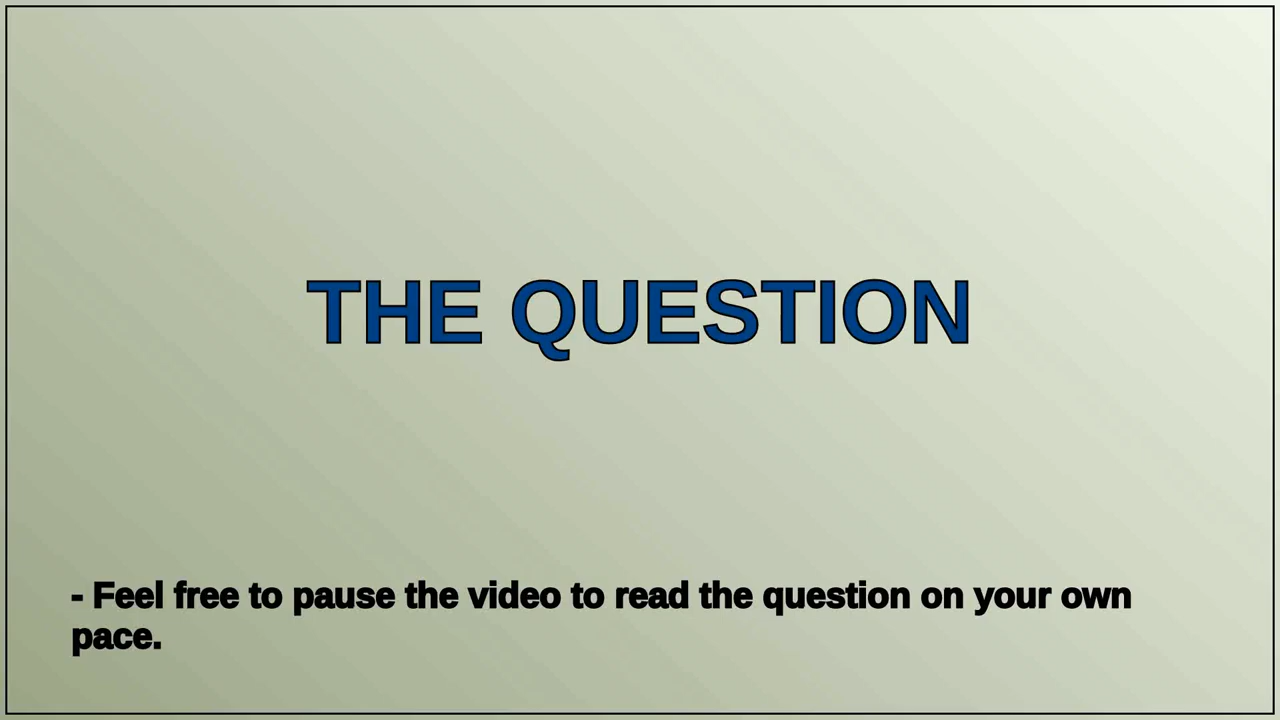 THE QUESTION
- Feel free to pause the video to read the question on your own
pace.